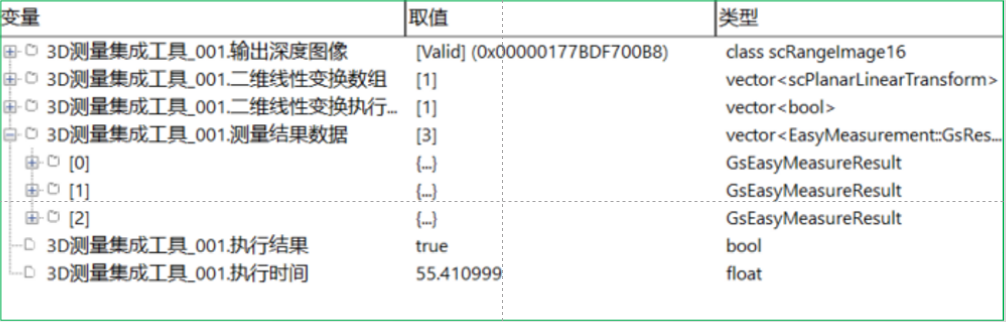 变量 取值 类型
3D测量集成工具_001.输出深度图像 [Valid] (0x00000177BDF700B8) class scRangeImage16
3D测量集成工具_001.二维线性变换数组 [1] vector<scPlanarLinearTransform>
3D测量集成工具_001.二维线性变换执行... [1] vector<bool>
3D测量集成工具_001.测量结果数据 [3] vector<EasyMeasurement::GsRes...
[0] {...} GsEasyMeasureResult
[1] {...} GsEasyMeasureResult
[2] {...} GsEasyMeasureResult
3D测量集成工具_001.执行结果 true bool
3D测量集成工具_001.执行时间 55.410999 float